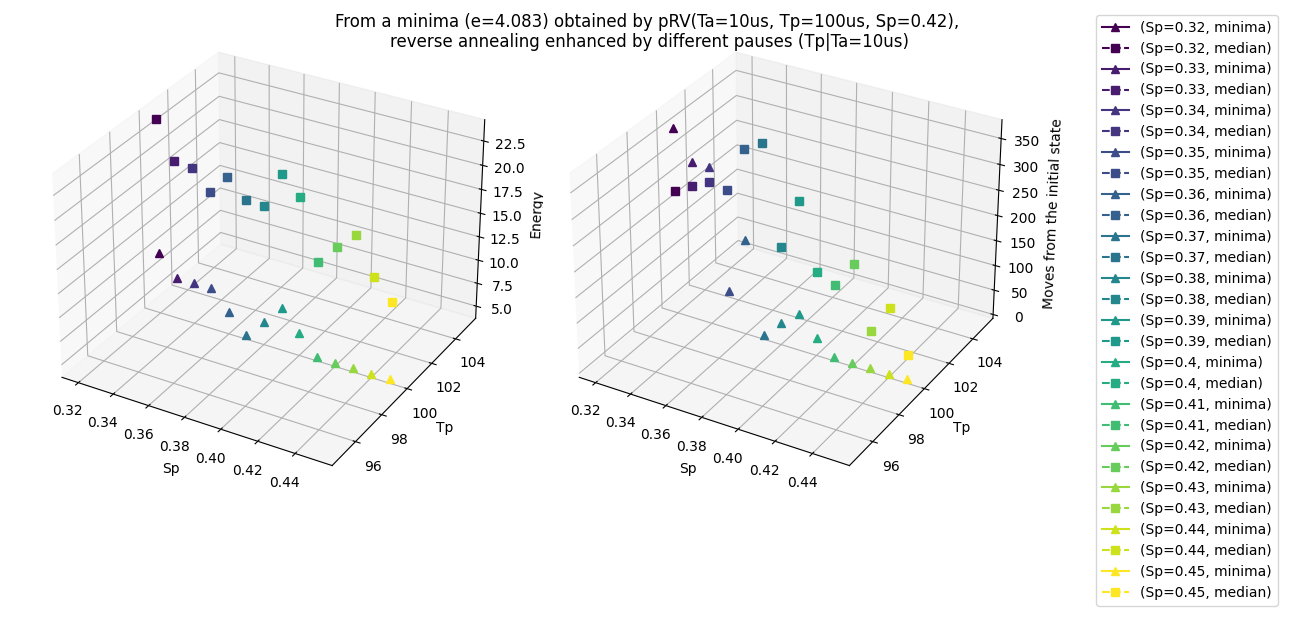 From a minima (e=4.083) obtained by pRV(Ta=10us, Tp=100us, Sp=0.42),
reverse annealing enhanced by different pauses (Tp|Ta=10us)
22.5
20.0
17.5
15.0
12.5
10.0
7.5
5.0
Energy
0.32
0.34
0.36
0.38
0.40
0.42
0.44
Sp
96
98
100
102
104
Tp
350
300
250
200
150
100
50
0
Moves from the initial state
0.32
0.34
0.36
0.38
0.40
0.42
0.44
Sp
96
98
100
102
104
Tp
(Sp=0.32, minima)
(Sp=0.32, median)
(Sp=0.33, minima)
(Sp=0.33, median)
(Sp=0.34, minima)
(Sp=0.34, median)
(Sp=0.35, minima)
(Sp=0.35, median)
(Sp=0.36, minima)
(Sp=0.36, median)
(Sp=0.37, minima)
(Sp=0.37, median)
(Sp=0.38, minima)
(Sp=0.38, median)
(Sp=0.39, minima)
(Sp=0.39, median)
(Sp=0.4, minima)
(Sp=0.4, median)
(Sp=0.41, minima)
(Sp=0.41, median)
(Sp=0.42, minima)
(Sp=0.42, median)
(Sp=0.43, minima)
(Sp=0.43, median)
(Sp=0.44, minima)
(Sp=0.44, median)
(Sp=0.45, minima)
(Sp=0.45, median)